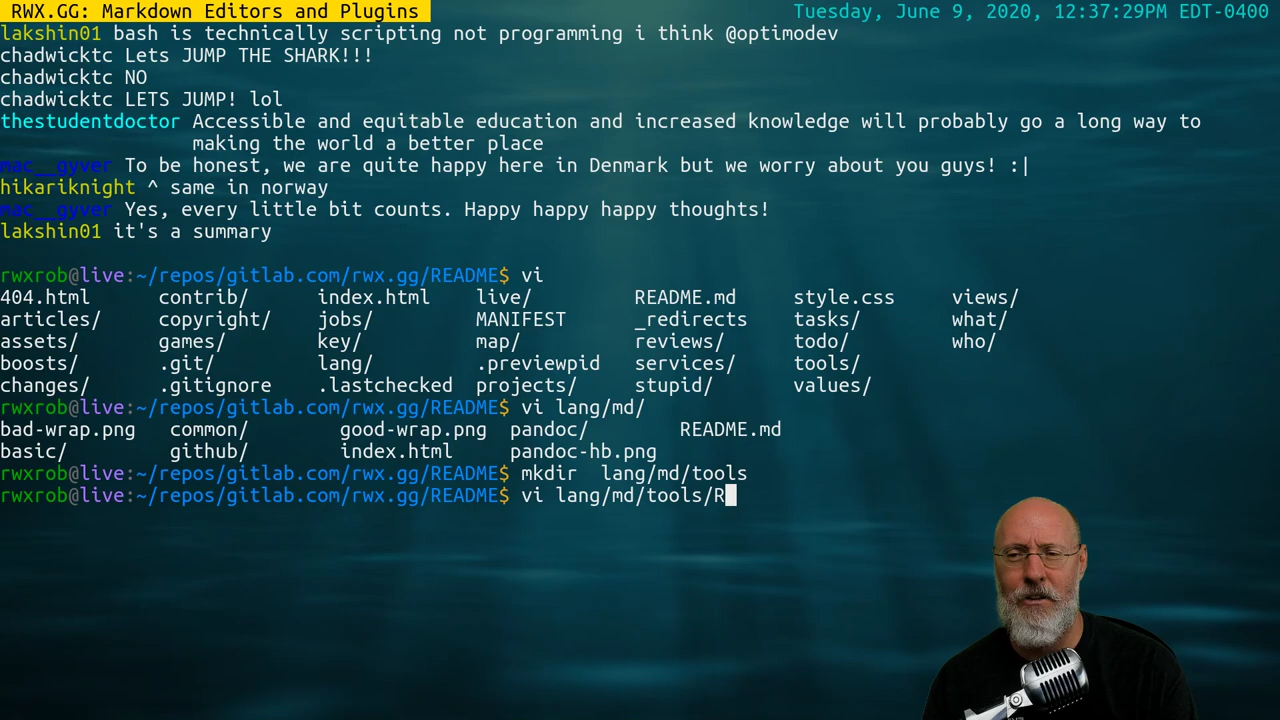 RWX.GG: Markdown Editors and Plugins Tuesday, June 9, 2020, 12:37:29PM EDT-0400
lakshin01 bash is technically scripting not programming i think @optimodev
chadwicktc Lets JUMP THE SHARK!!!
chadwicktc NO
chadwicktc LETS JUMP! lol
thestudentdoctor Accessible and equitable education and increased knowledge will probably go a long way to
making the world a better place
mac__gyver To be honest, we are quite happy here in Denmark but we worry about you guys! :|
hikariknight ^ same in norway
mac__gyver Yes, every little bit counts. Happy happy happy thoughts!
lakshin01 it's a summary
rwxrob@live:~/repos/gitlab.com/rwx.gg/README$ vi
404.html contrib/ index.html live/ README.md style.css views/
articles/ copyright/ jobs/ MANIFEST _redirects tasks/ what/
assets/ games/ key/ map/ reviews/ todo/ who/
boosts/ .git/ lang/ .previewpid services/ tools/
changes/ .gitignore .lastchecked projects/ stupid/ values/
rwxrob@live:~/repos/gitlab.com/rwx.gg/README$ vi lang/md/
bad-wrap.png common/ good-wrap.png pandoc/ README.md
basic/ github/ index.html pandoc-hb.png
rwxrob@live:~/repos/gitlab.com/rwx.gg/README$ mkdir  lang/md/tools
rwxrob@live:~/repos/gitlab.com/rwx.gg/README$ vi lang/md/tools/R